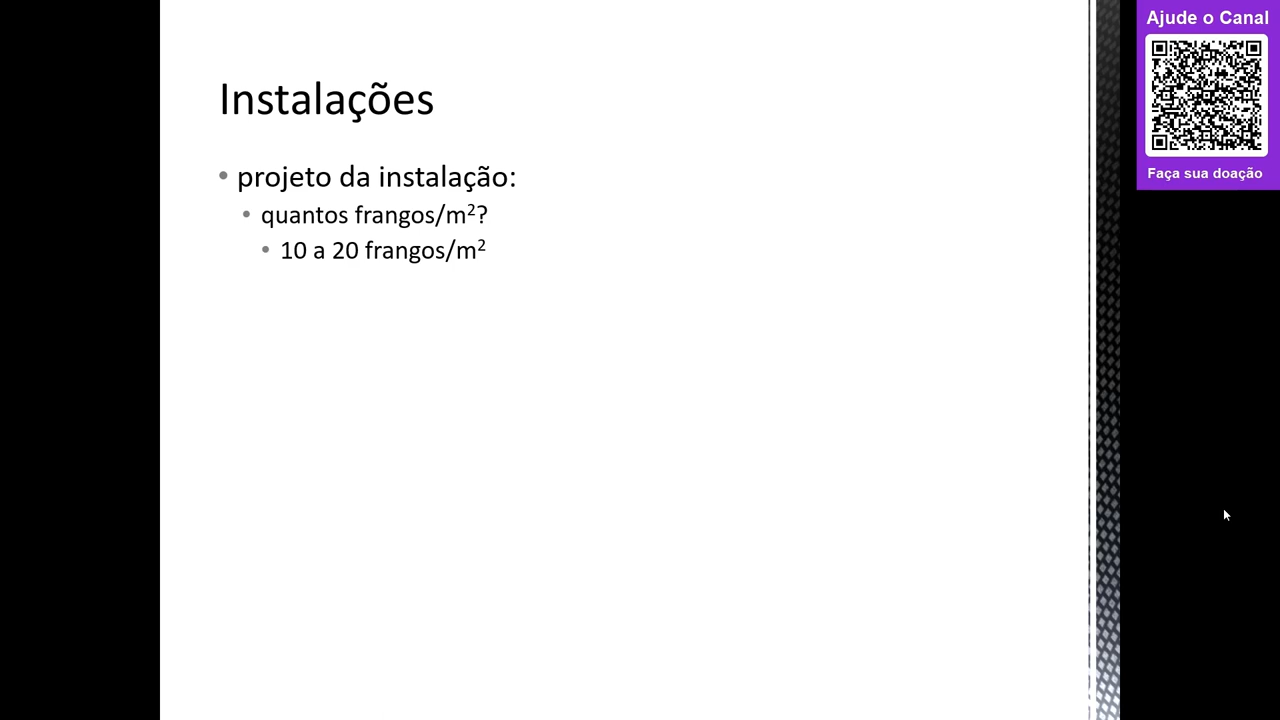 Instalações
• projeto da instalação:
• quantos frangos/m²?
• 10 a 20 frangos/m²
Ajude o Canal
Faça sua doação